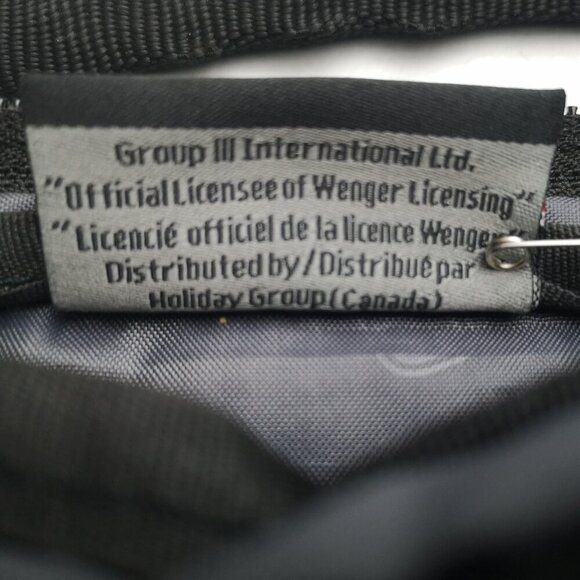 Group III International Ltd.
"Official Licensee of Wenger Licensing"
"Licencié officiel de la licence Wenger"
Distributed by/Distribué par
Holiday Group (Canada)